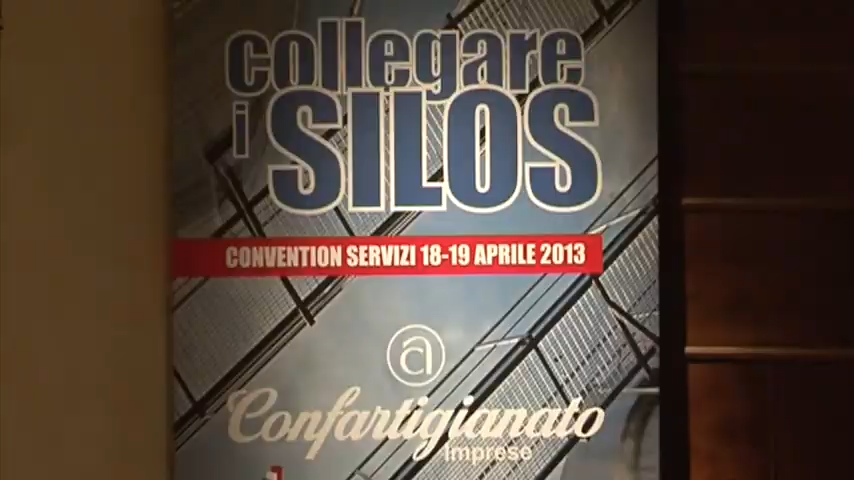 collegare
i SILOS
CONVENTION SERVIZI 18-19 APRILE 2013
a
Confartigianato
Imprese